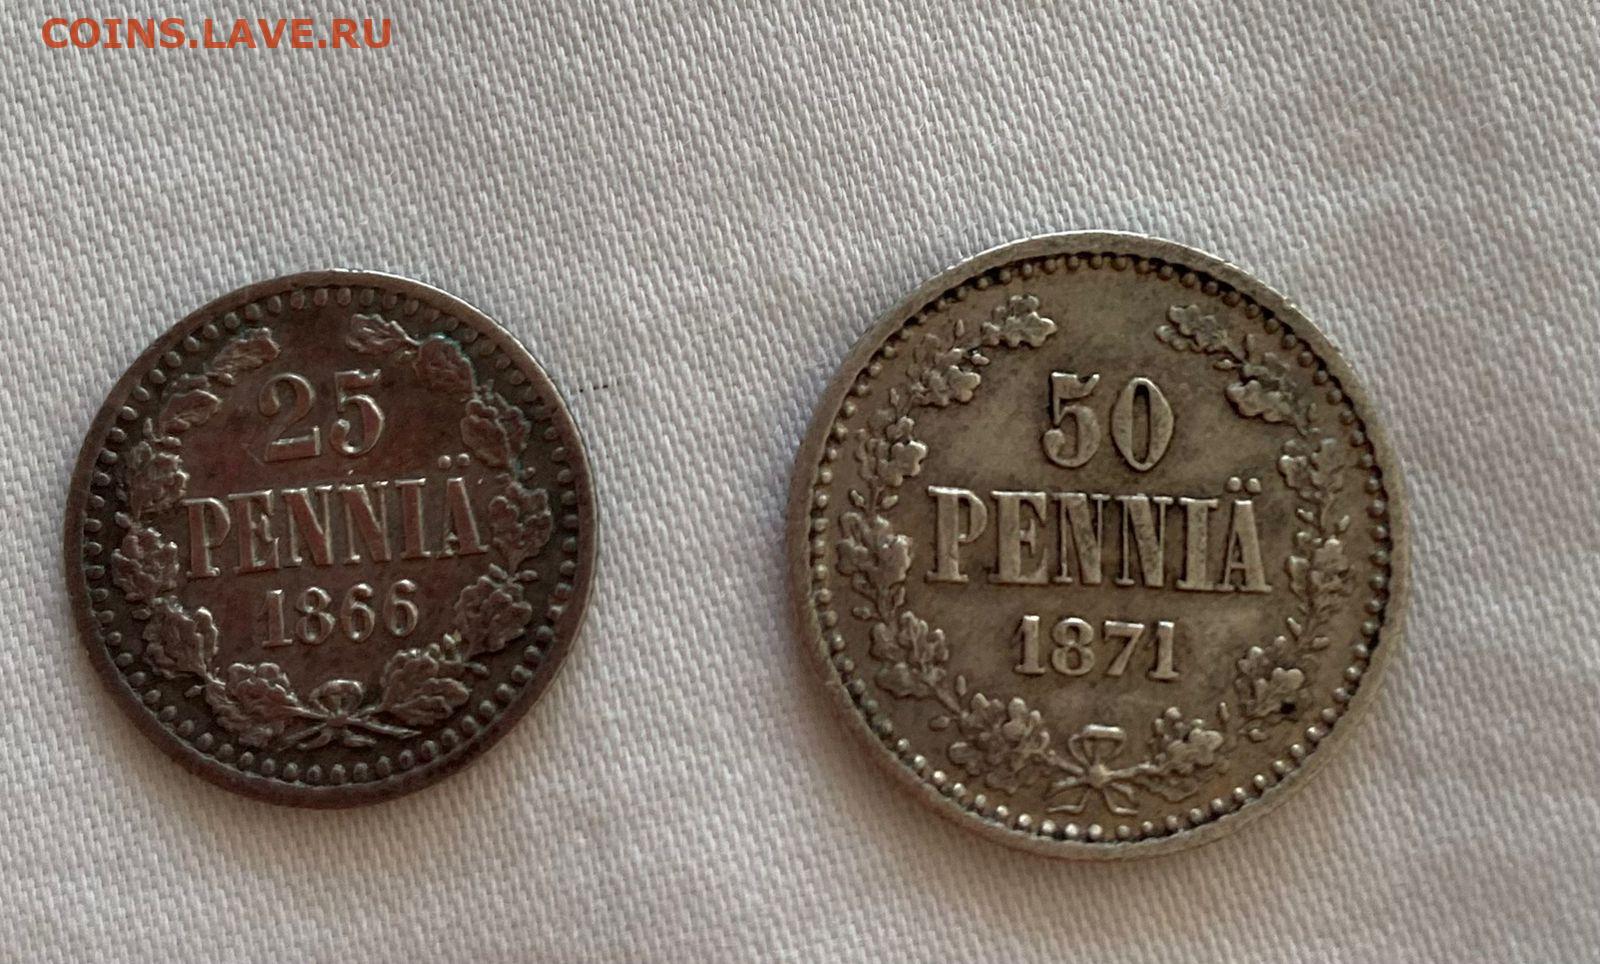 COINS.LAVE.RU
25
PENNIÄ
1866
50
PENNIÄ
1871